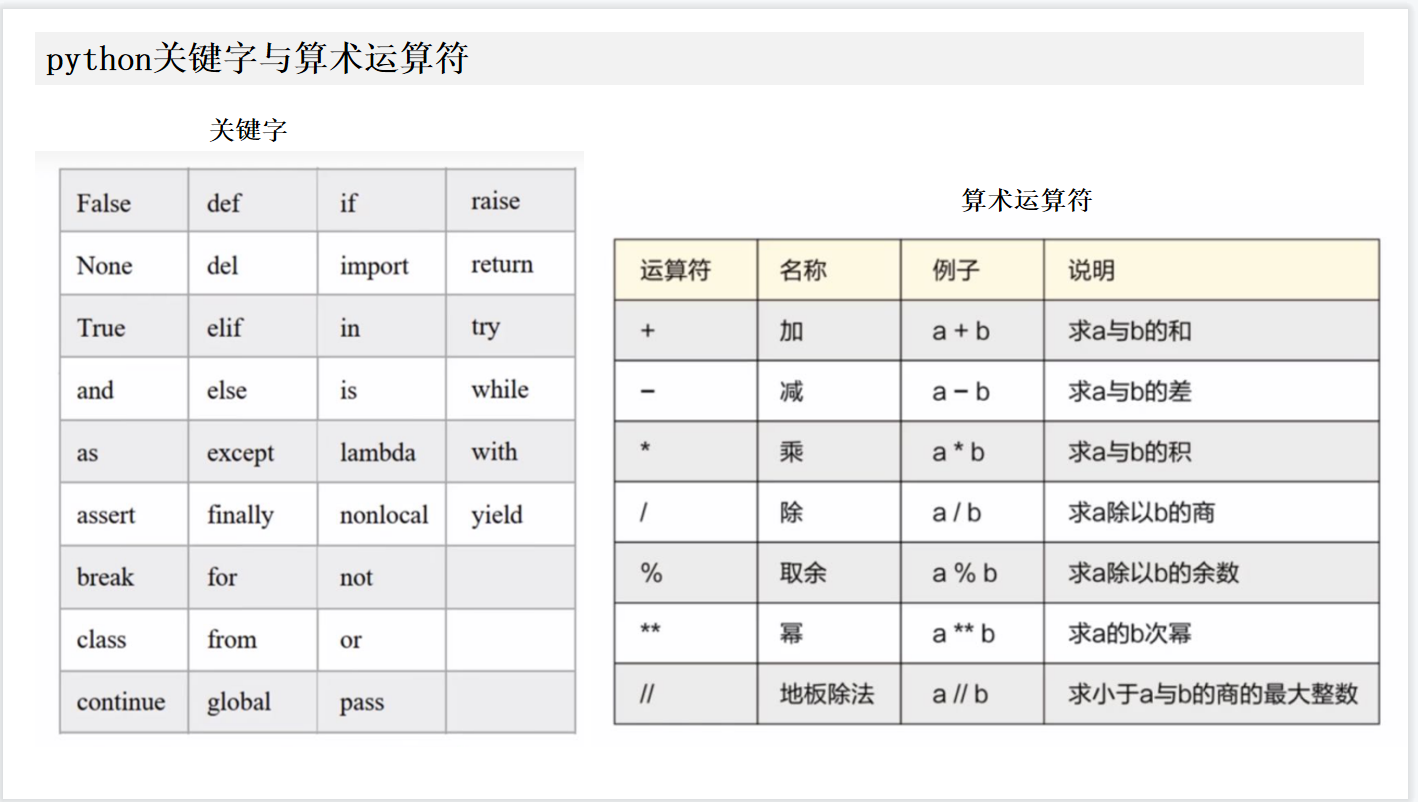 python关键字与算术运算符
关键字
False def if raise
None del import return
True elif in try
and else is while
as except lambda with
assert finally nonlocal yield
break for not
class from or
continue global pass
算术运算符
运算符 名称 例子 说明
+ 加 a + b 求a与b的和
− 减 a − b 求a与b的差
* 乘 a * b 求a与b的积
/ 除 a / b 求a除以b的商
% 取余 a % b 求a除以b的余数
** 幂 a ** b 求a的b次幂
// 地板除法 a // b 求小于a与b的商的最大整数